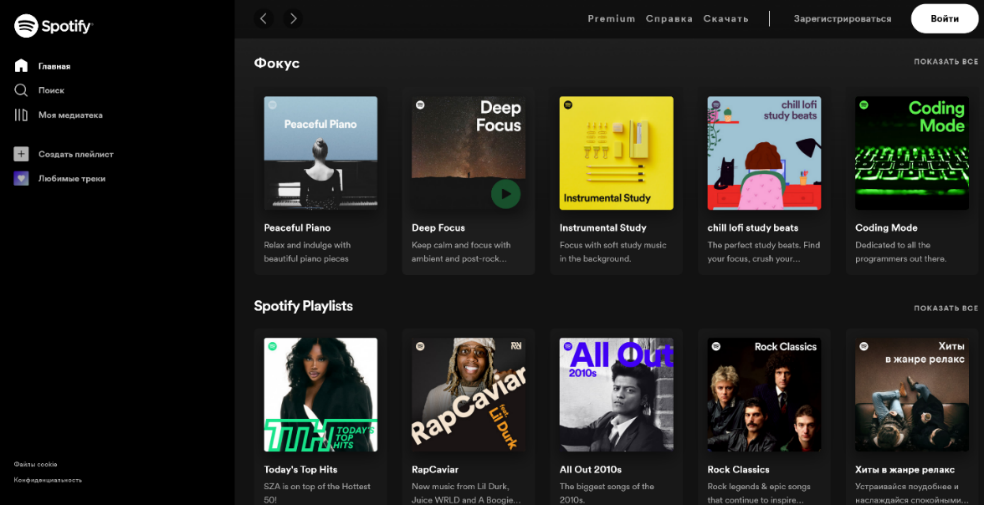 Spotify
Premium Справка Скачать
Зарегистрироваться
Войти
Главная
Поиск
Моя медиатека
Создать плейлист
Любимые треки
Файлы cookie
Конфиденциальность
Фокус
ПОКАЗАТЬ ВСЕ
Peaceful Piano
Peaceful Piano
Relax and indulge with
beautiful piano pieces
Deep
Focus
Deep Focus
Keep calm and focus with
ambient and post-rock...
Instrumental Study
Instrumental Study
Focus with soft study music
in the background.
chill lofi
study beats
chill lofi study beats
The perfect study beats. Find
your focus, crush your...
Coding
Mode
Coding Mode
Dedicated to all the
programmers out there.
Spotify Playlists
ПОКАЗАТЬ ВСЕ
TTH
TODAY'S
TOP
HITS
Today's Top Hits
SZA is on top of the Hottest
50!
RapCaviar
feat.
Lil Durk
RapCaviar
New music from Lil Durk,
Juice WRLD and A Boogie...
All Out
2010s
All Out 2010s
The biggest songs of the
2010s.
Rock Classics
Rock Classics
Rock legends & epic songs
that continue to inspire...
Хиты
в жанре релакс
Хиты в жанре релакс
Устраивайся поудобнее и
наслаждайся спокойными...